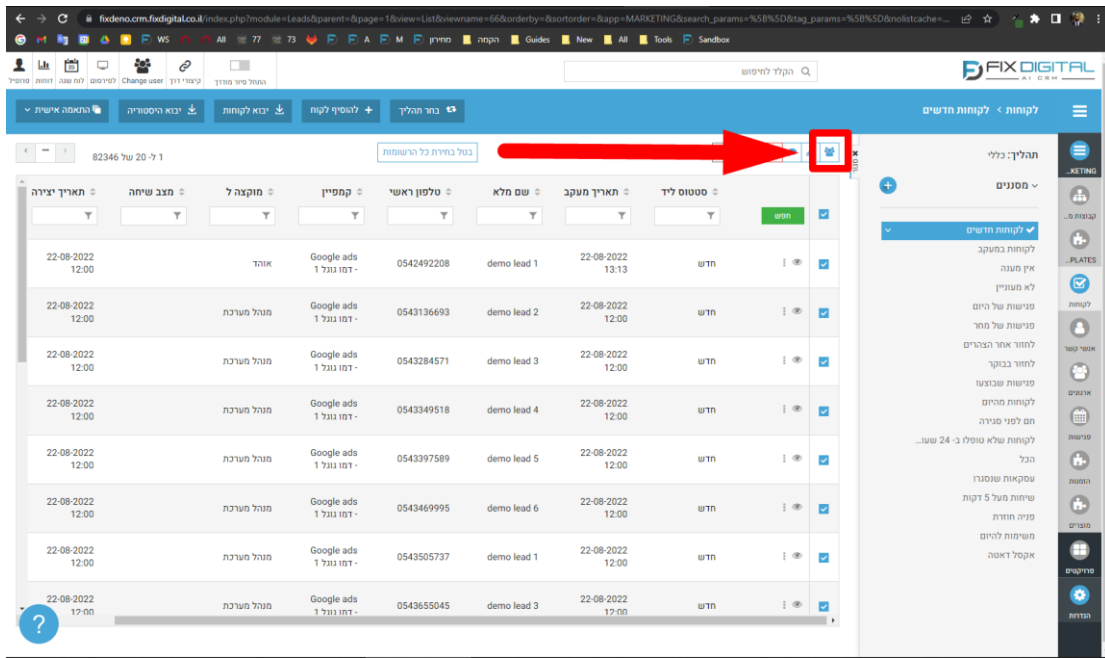 fixdeno.crm.fixdigital.co.il/index.php?module=Leads&parent=&page=1&view=List&viewname=66&orderby=&sortorder=&app=MARKETING&search_params=%5B%5D&tag_params=%5B%5D&nolistcache=...
WS All 77 73 A M מחירון הפקה Guides New All Tools Sandbox
פרופיל דוחות לוח שנה לפירסום Change user קיצורי דרך התחל סיור מודרך
הקלד לחיפוש
FIX DIGITAL
AI CRM
לקוחות > לקוחות חדשים
בחר תהליך
+ להוסיף לקוח
יבוא לקוחות
יבוא היסטוריה
התאמה אישית
תהליך: כללי
בטל בחירת כל הרשומות
1 ל- 20 של 82346
מסננים
סטטוס ליד תאריך מעקב שם מלא טלפון ראשי קמפיין מוקצה ל מצב שיחה תאריך יצירה
חפש
חדש 22-08-2022 13:13 demo lead 1 0542492208 Google ads - דמו גוגל 1 אוהד 22-08-2022 12:00
חדש 22-08-2022 12:00 demo lead 2 0543136693 Google ads - דמו גוגל 1 מנהל מערכת 22-08-2022 12:00
חדש 22-08-2022 12:00 demo lead 3 0543284571 Google ads - דמו גוגל 1 מנהל מערכת 22-08-2022 12:00
חדש 22-08-2022 12:00 demo lead 4 0543349518 Google ads - דמו גוגל 1 מנהל מערכת 22-08-2022 12:00
חדש 22-08-2022 12:00 demo lead 5 0543397589 Google ads - דמו גוגל 1 מנהל מערכת 22-08-2022 12:00
חדש 22-08-2022 12:00 demo lead 6 0543469995 Google ads - דמו גוגל 1 מנהל מערכת 22-08-2022 12:00
חדש 22-08-2022 12:00 demo lead 1 0543505737 Google ads - דמו גוגל 1 מנהל מערכת 22-08-2022 12:00
חדש 22-08-2022 12:00 demo lead 3 0543655045 Google ads - דמו גוגל 1 מנהל מערכת 22-08-2022 12:00
לקוחות חדשים
לקוחות במעקב
אין מענה
לא מעוניין
פגישות של היום
פגישות של מחר
לחזור אחר הצהרים
לחזור בבוקר
פגישות שבוצעו
לקוחות מהיום
חם לפני סגירה
לקוחות שלא טופלו ב- 24 שעו...
הכל
עסקאות שנסגרו
שיחות מעל 5 דקות
פניה חוזרת
משימות להיום
אקסל דאטה
...KETING
קבוצות מ...
...PLATES
לקוחות
אנשי קשר
ארגונים
פגישות
הזמנות
מוצרים
פרוייקטים
הגדרות
?